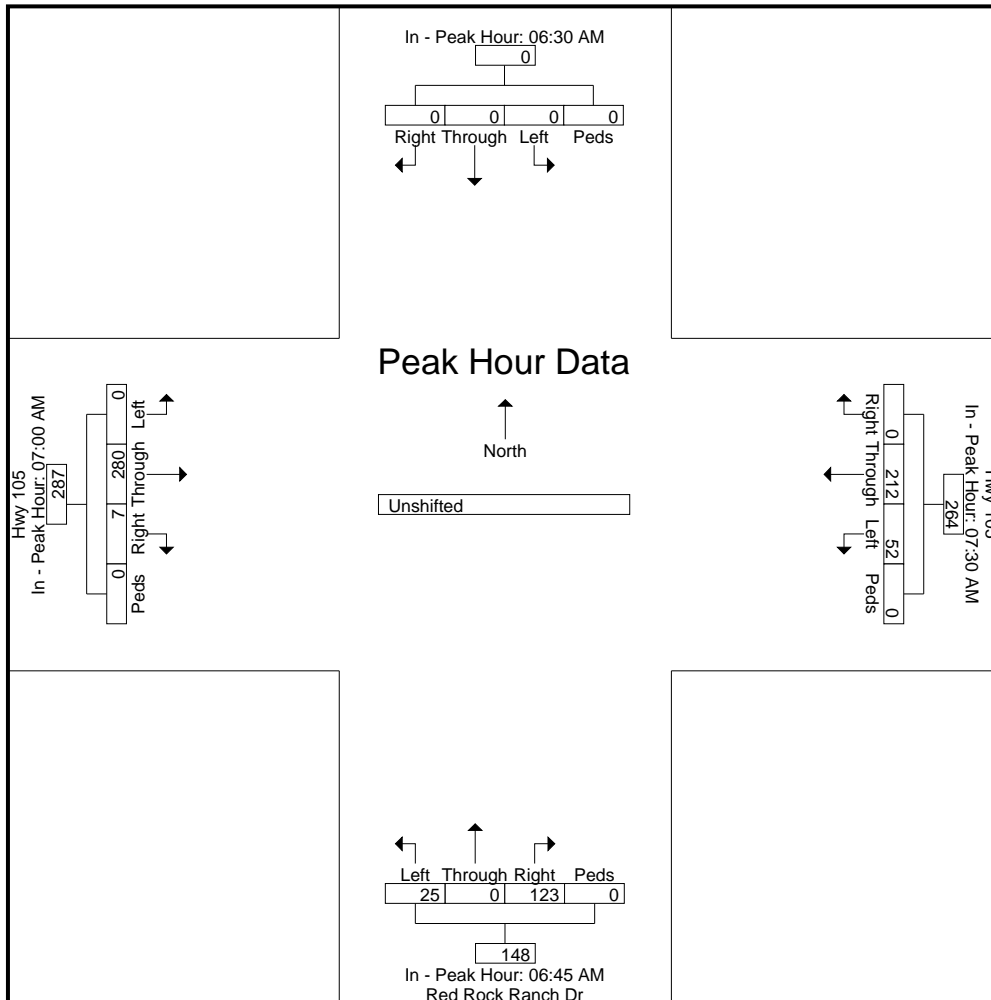 In - Peak Hour: 06:30 AM
0
0 0 0 0
Right Through Left Peds
Peak Hour Data
North
Unshifted
Hwy 105
In - Peak Hour: 07:00 AM
287
0 280 7 0
Left Through Right Peds
Hwy 105
In - Peak Hour: 07:30 AM
264
0 212 52 0
Right Through Left Peds
Left Through Right Peds
25 0 123 0
148
In - Peak Hour: 06:45 AM
Red Rock Ranch Dr